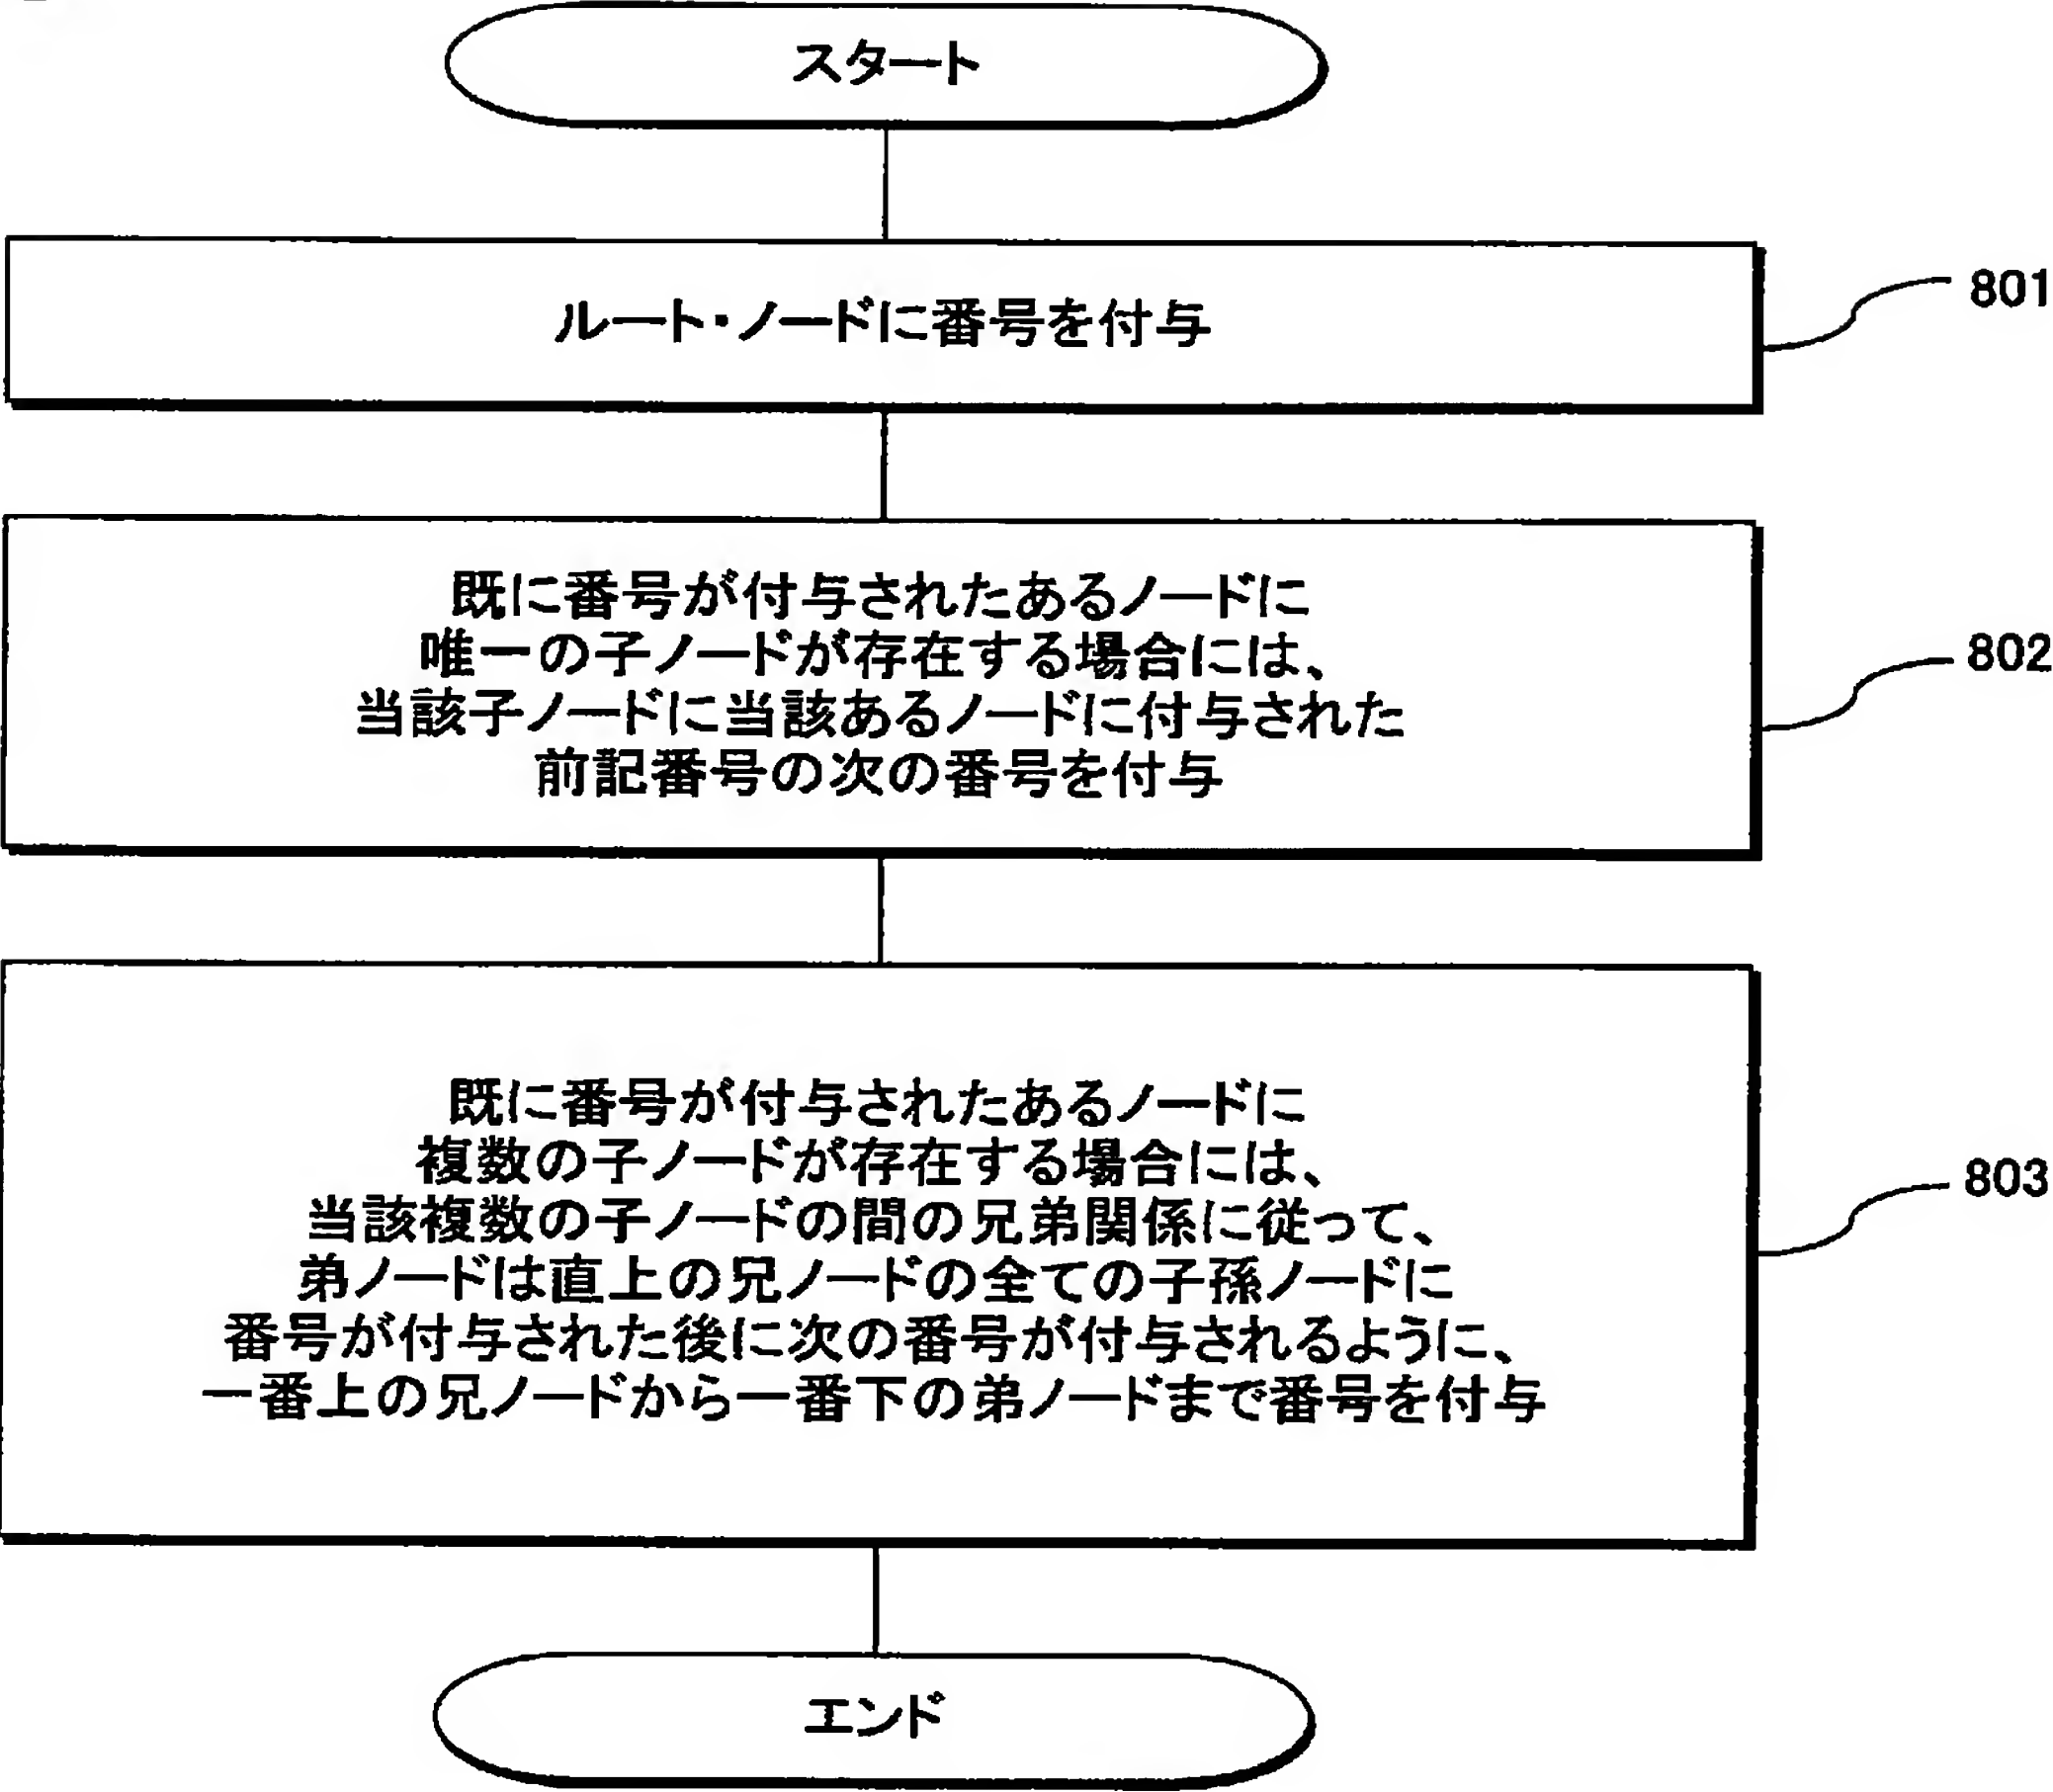 スタート
ルート・ノードに番号を付与
801
既に番号が付与されたあるノードに
唯一の子ノードが存在する場合には、
当該子ノードに当該あるノードに付与された
前記番号の次の番号を付与
802
既に番号が付与されたあるノードに
複数の子ノードが存在する場合には、
当該複数の子ノードの間の兄弟関係に従って、
弟ノードは直上の兄ノードの全ての子孫ノードに
番号が付与された後に次の番号が付与されるように、
一番上の兄ノードから一番下の弟ノードまで番号を付与
803
エンド